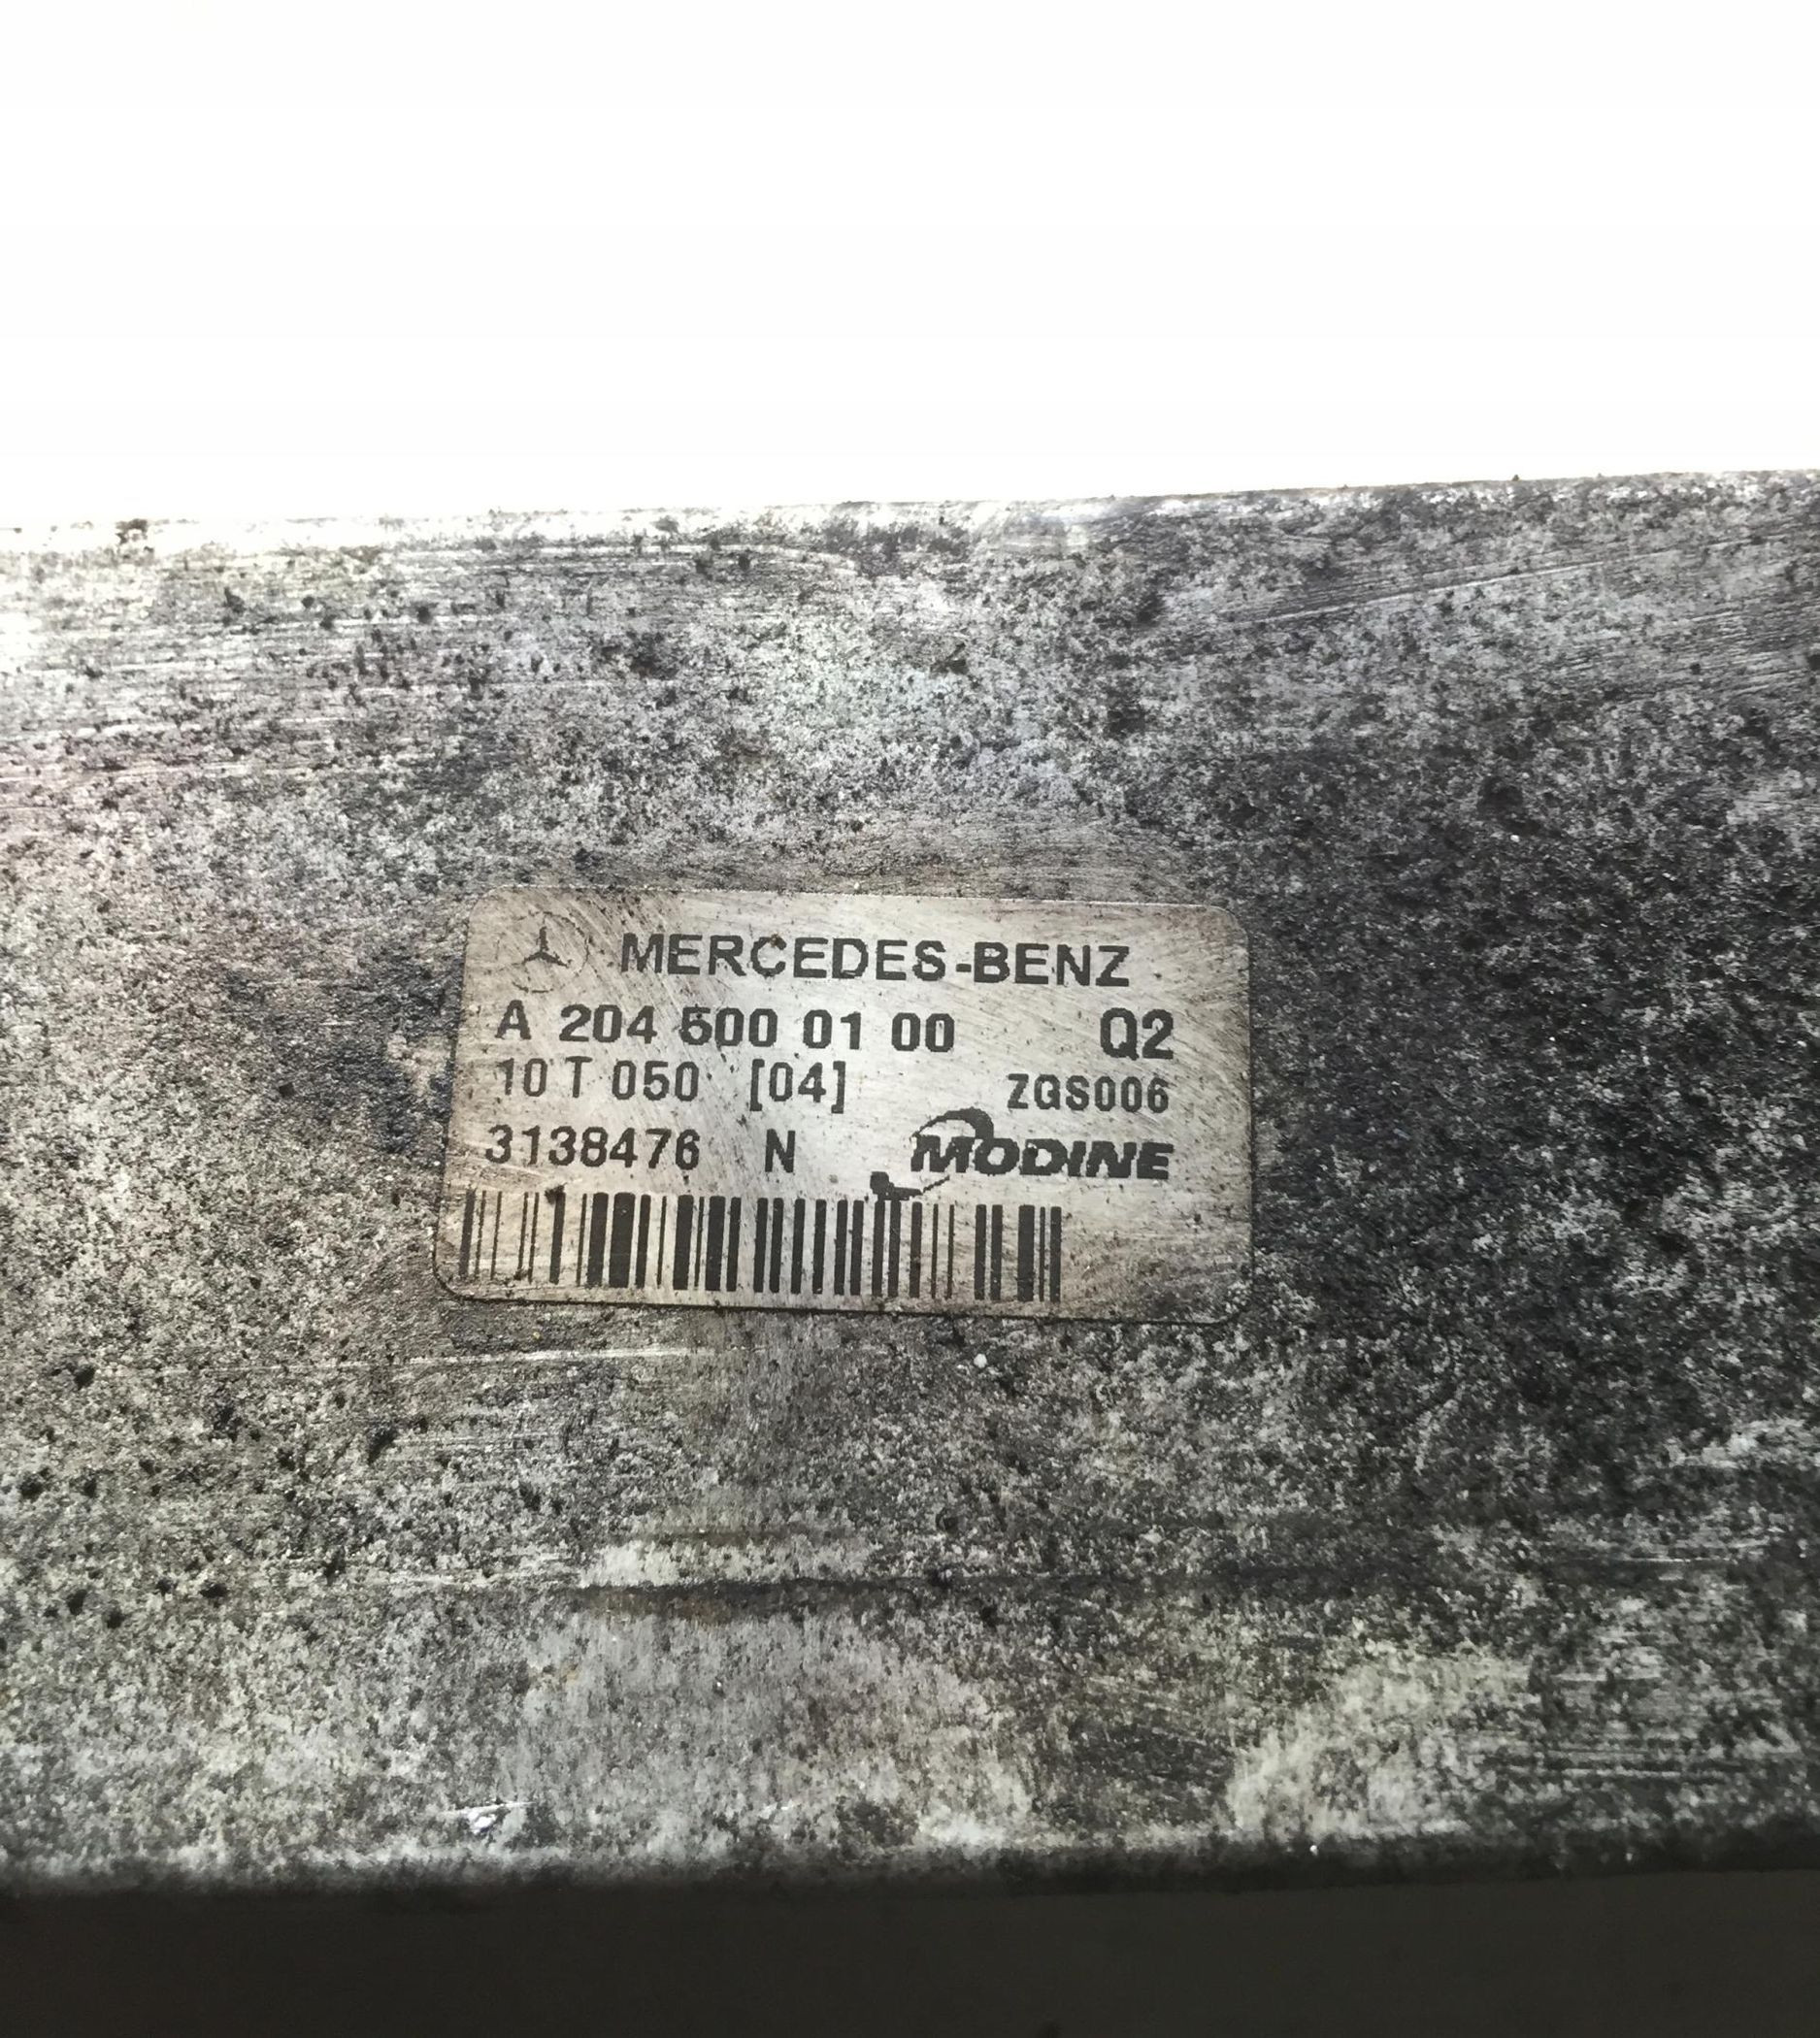 MERCEDES-BENZ
A 204 500 01 00 Q2
10 T 050 [04] ZGS006
3138476 N MODINE